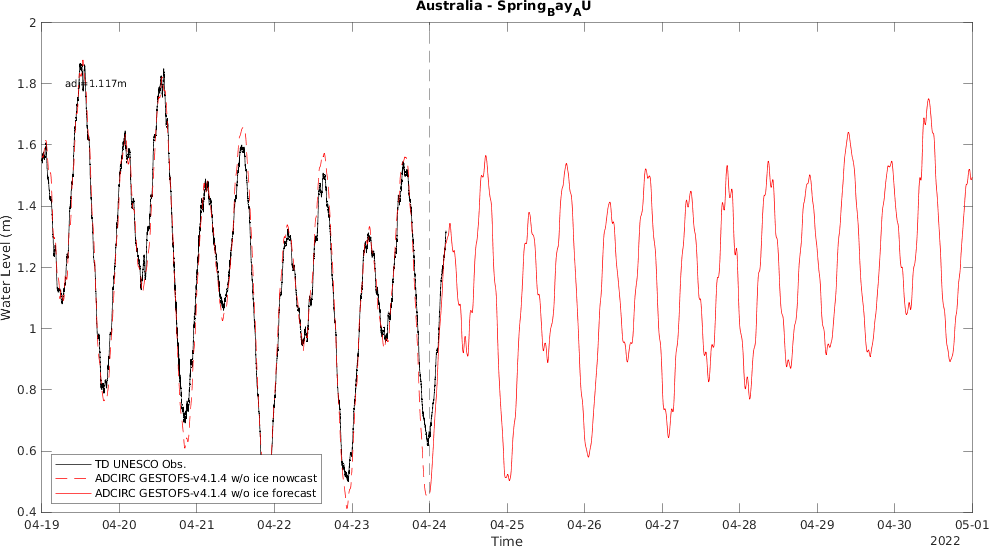 Australia - SpringBayAU
2
1.8
1.6
1.4
1.2
1
0.8
0.6
0.4
Water Level (m)
adj=1.117m
TD UNESCO Obs.
ADCIRC GESTOFS-v4.1.4 w/o ice nowcast
ADCIRC GESTOFS-v4.1.4 w/o ice forecast
04-19 04-20 04-21 04-22 04-23 04-24 04-25 04-26 04-27 04-28 04-29 04-30 05-01
Time
2022